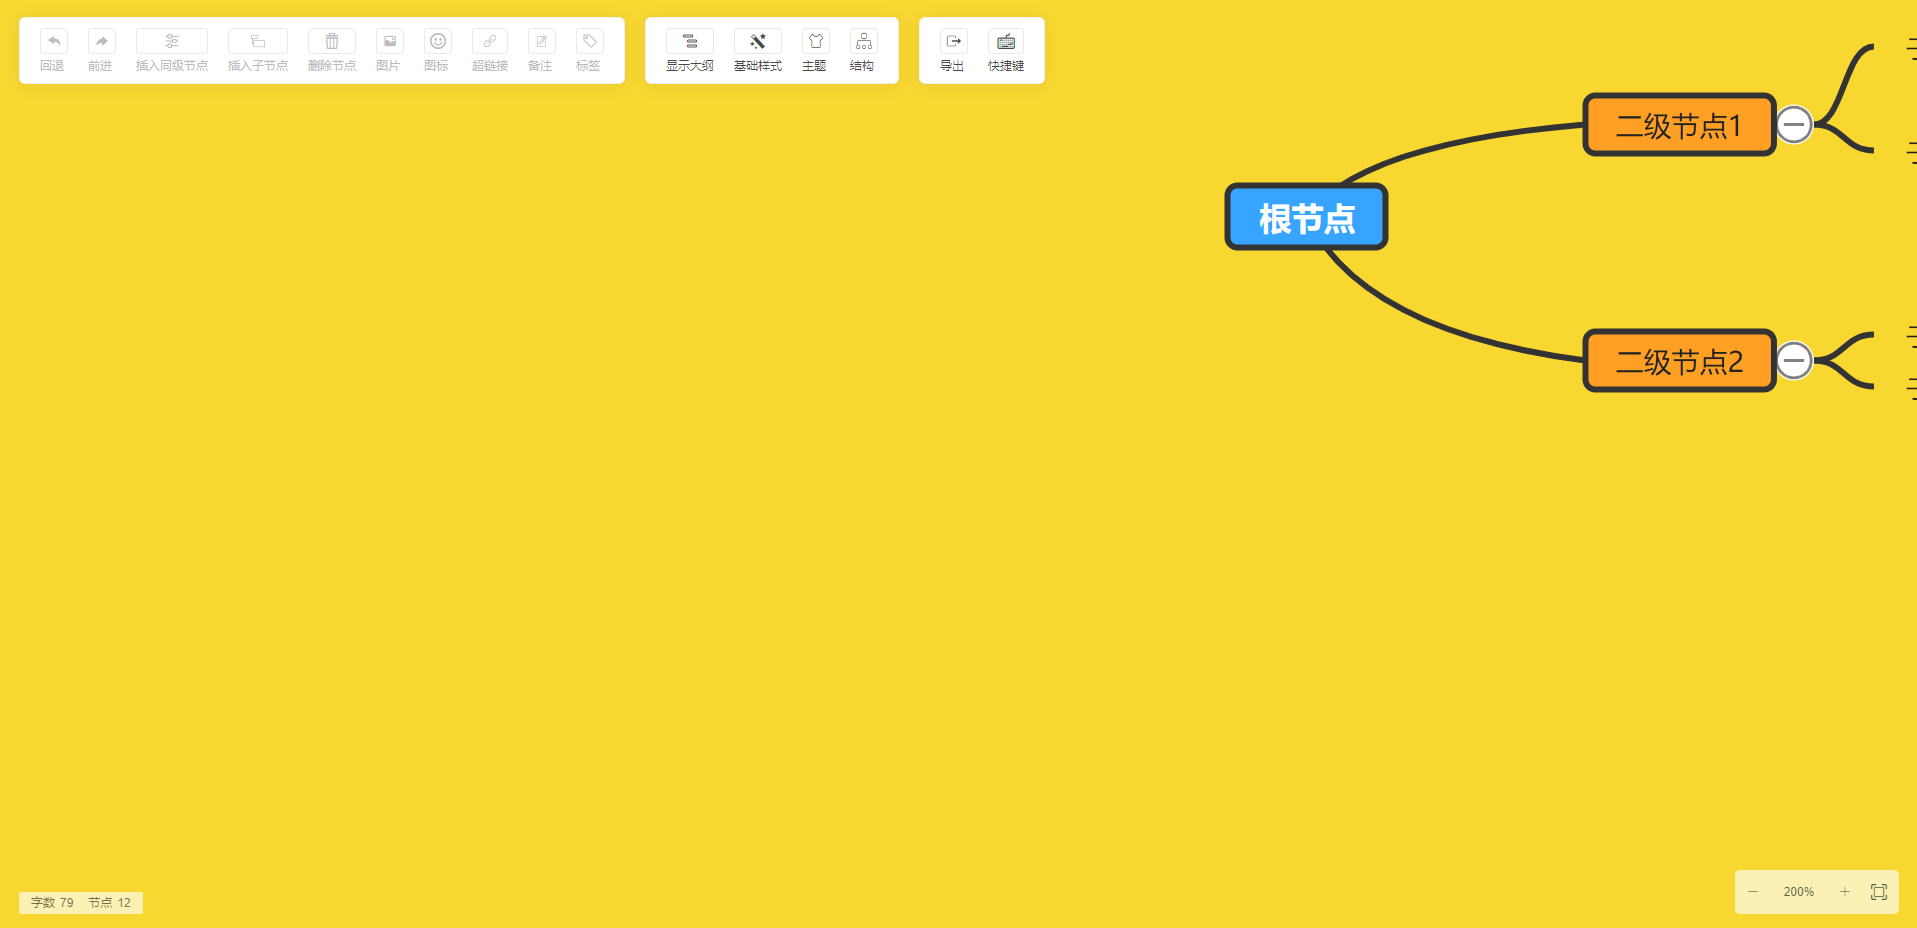 回退 前进 插入同级节点 插入子节点 删除节点 图片 图标 超链接 备注 标签
显示大纲 基础样式 主题 结构
导出 快捷键
二级节点1
根节点
二级节点2
字数 79 节点 12
200%